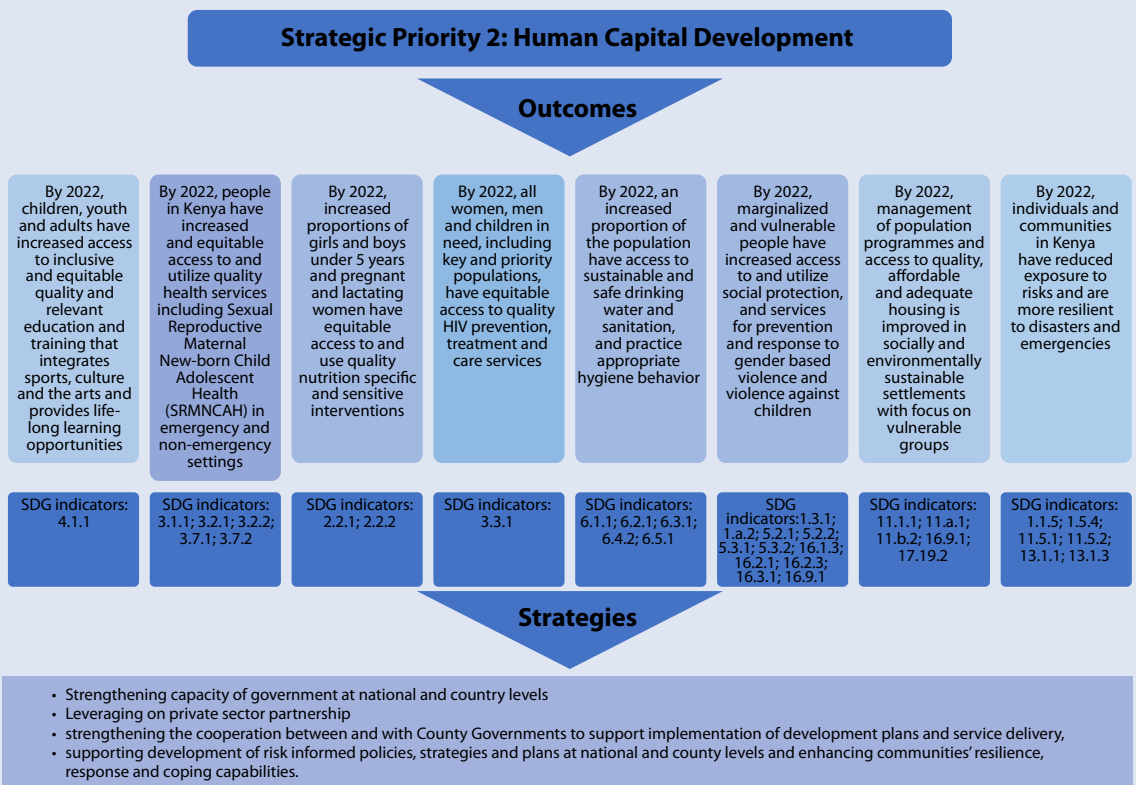 Strategic Priority 2: Human Capital Development
Outcomes
By 2022,
children, youth
and adults have
increased access
to inclusive
and equitable
quality and
relevant
education and
training that
integrates
sports, culture
and the arts and
provides life-
long learning
opportunities
By 2022, people
in Kenya have
increased
and equitable
access to and
utilize quality
health services
including Sexual
Reproductive
Maternal
New-born Child
Adolescent
Health
(SRMNCAH) in
emergency and
non-emergency
settings
By 2022,
increased
proportions of
girls and boys
under 5 years
and pregnant
and lactating
women have
equitable
access to and
use quality
nutrition specific
and sensitive
interventions
By 2022, all
women, men
and children in
need, including
key and priority
populations,
have equitable
access to quality
HIV prevention,
treatment and
care services
By 2022, an
increased
proportion of
the population
have access to
sustainable and
safe drinking
water and
sanitation,
and practice
appropriate
hygiene behavior
By 2022,
marginalized
and vulnerable
people have
increased access
to and utilize
social protection,
and services
for prevention
and response to
gender based
violence and
violence against
children
By 2022,
management
of population
programmes and
access to quality,
affordable
and adequate
housing is
improved in
socially and
environmentally
sustainable
settlements
with focus on
vulnerable
groups
By 2022,
individuals and
communities
in Kenya
have reduced
exposure to
risks and are
more resilient
to disasters and
emergencies
SDG indicators:
4.1.1
SDG indicators:
3.1.1; 3.2.1; 3.2.2;
3.7.1; 3.7.2
SDG indicators:
2.2.1; 2.2.2
SDG indicators:
3.3.1
SDG indicators:
6.1.1; 6.2.1; 6.3.1;
6.4.2; 6.5.1
SDG
indicators:1.3.1;
1.a.2; 5.2.1; 5.2.2;
5.3.1; 5.3.2; 16.1.3;
16.2.1; 16.2.3;
16.3.1; 16.9.1
SDG indicators:
11.1.1; 11.a.1;
11.b.2; 16.9.1;
17.19.2
SDG indicators:
1.1.5; 1.5.4;
11.5.1; 11.5.2;
13.1.1; 13.1.3
Strategies
• Strengthening capacity of government at national and country levels
• Leveraging on private sector partnership
• strengthening the cooperation between and with County Governments to support implementation of development plans and service delivery,
• supporting development of risk informed policies, strategies and plans at national and county levels and enhancing communities' resilience,
response and coping capabilities.